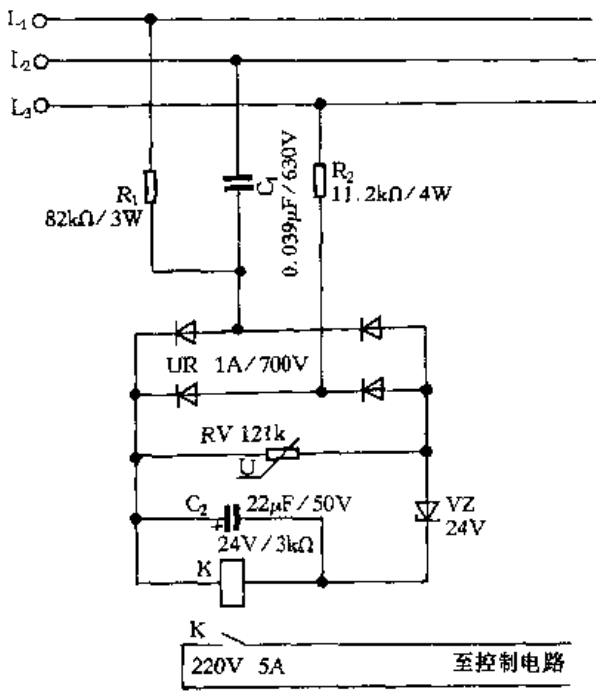 L₁
L₂
L₃
R₁
82kΩ/3W
C₁
0.039μF/630V
R₂
11.2kΩ/4W
UR 1A/700V
RV 121k
U
C₂ 22μF/50V
+
24V/3kΩ
VZ
24V
K
K
220V 5A 至控制电路